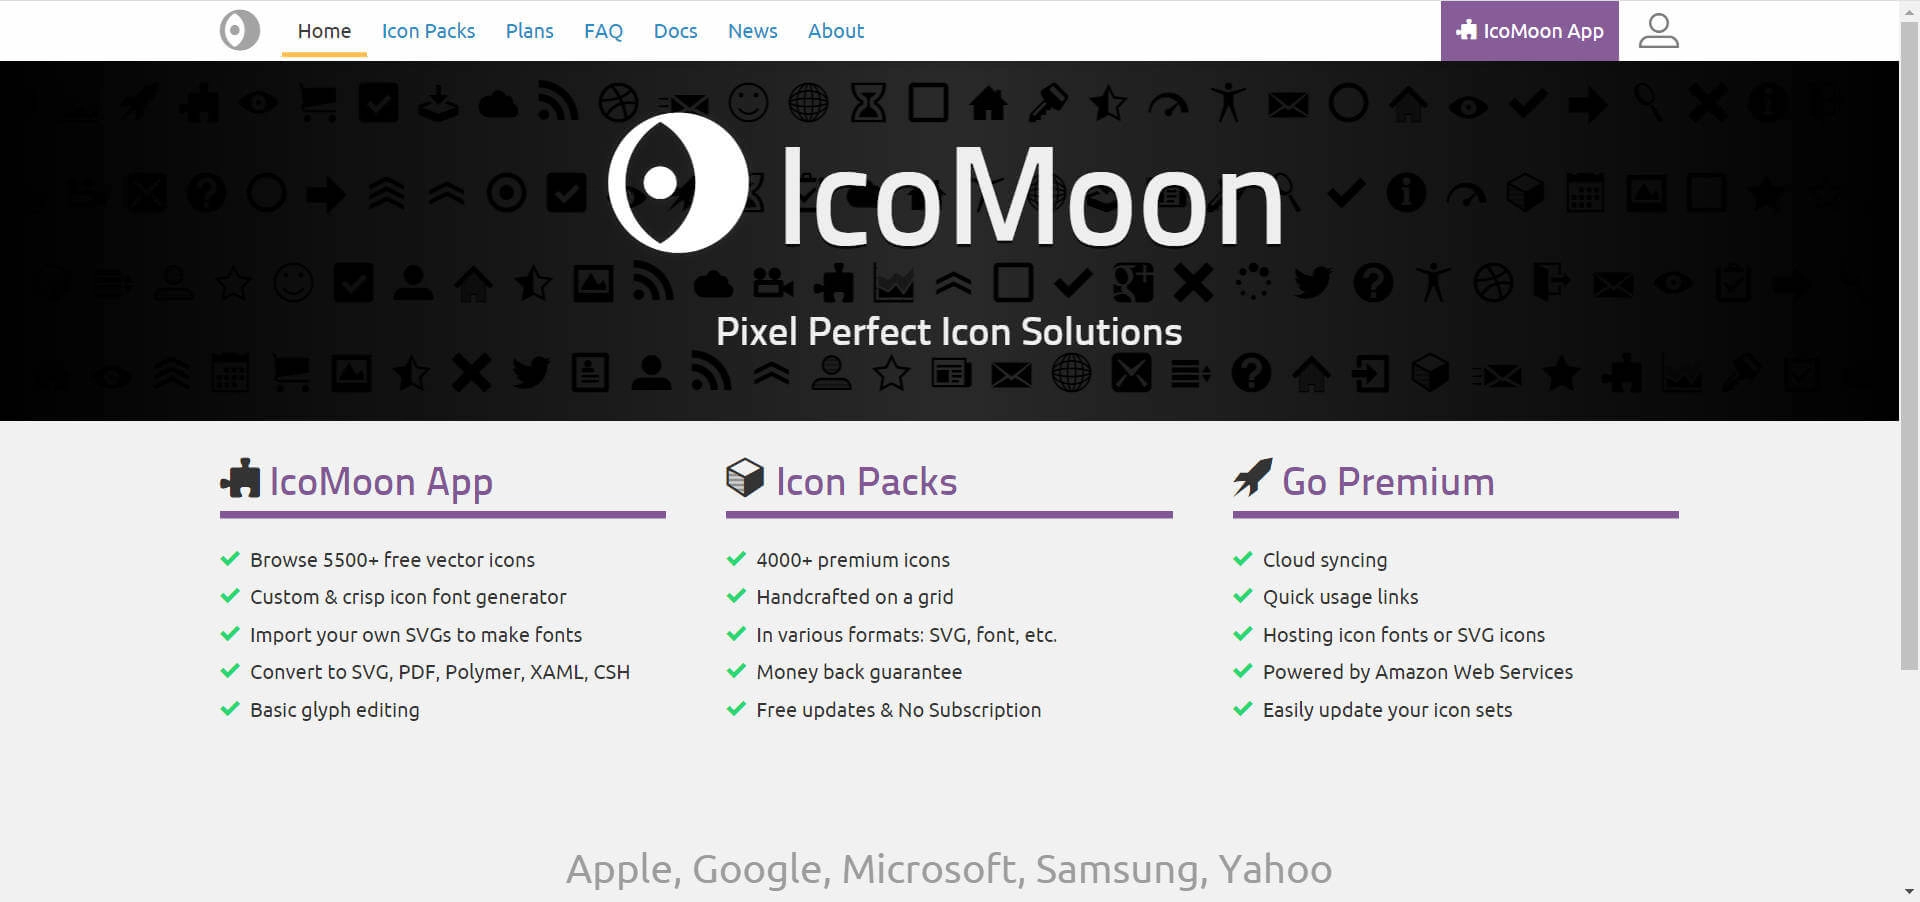 Home Icon Packs Plans FAQ Docs News About IcoMoon App
IcoMoon
Pixel Perfect Icon Solutions
IcoMoon App
Browse 5500+ free vector icons
Custom & crisp icon font generator
Import your own SVGs to make fonts
Convert to SVG, PDF, Polymer, XAML, CSH
Basic glyph editing
Icon Packs
4000+ premium icons
Handcrafted on a grid
In various formats: SVG, font, etc.
Money back guarantee
Free updates & No Subscription
Go Premium
Cloud syncing
Quick usage links
Hosting icon fonts or SVG icons
Powered by Amazon Web Services
Easily update your icon sets
Apple, Google, Microsoft, Samsung, Yahoo